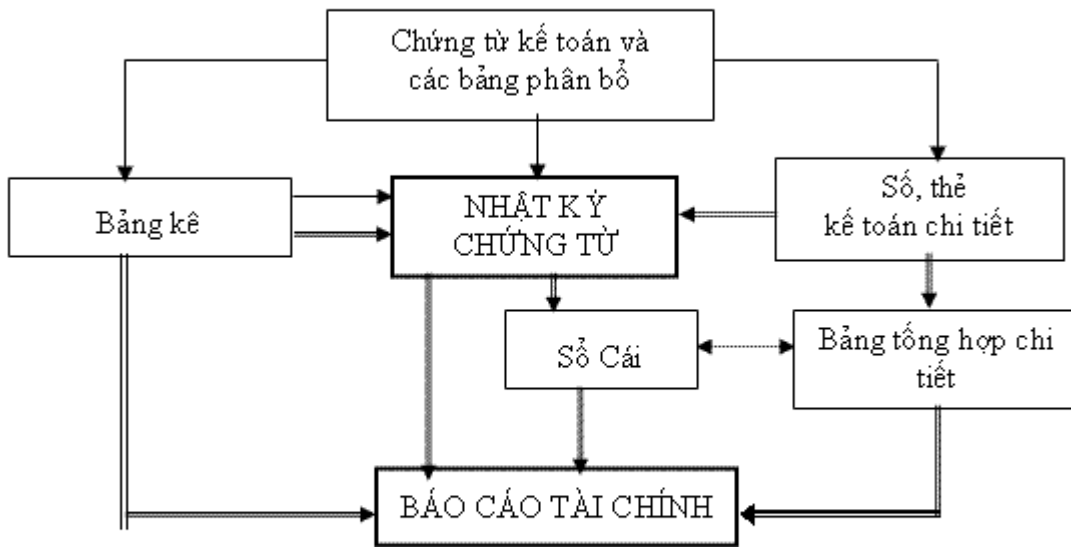 Chứng từ kế toán và
các bảng phân bổ
Bảng kê
NHẬT KÝ
CHỨNG TỪ
Số, thẻ
kế toán chi tiết
Sổ Cái
Bảng tổng hợp chi
tiết
BÁO CÁO TÀI CHÍNH